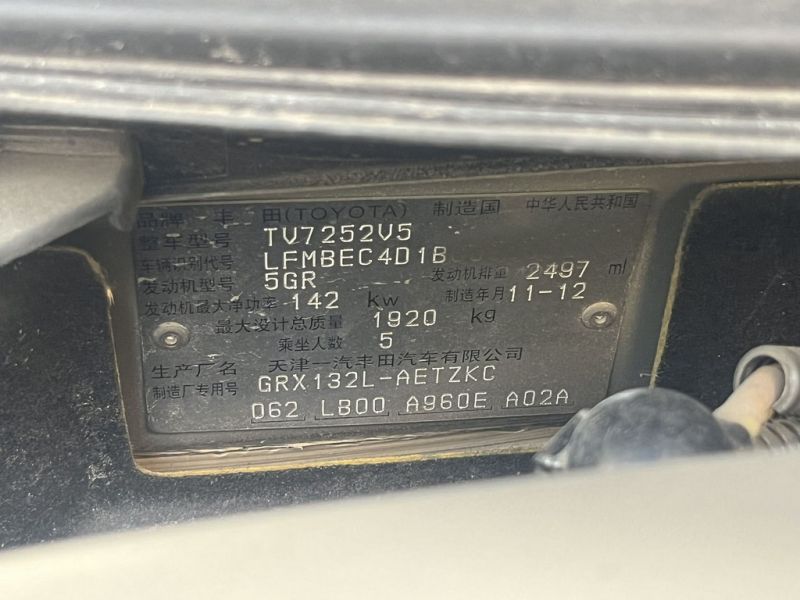 品牌 丰 田(TOYOTA) 制造国 中华人民共和国
整车型号 TV7252V5
车辆识别代号 LFMBEC4D1B
发动机型号 5GR 发动机排量 2497 ml
发动机最大净功率 142 kw 制造年月 11-12
最大设计总质量 1920 kg
乘坐人数 5
生产厂名 天津一汽丰田汽车有限公司
制造厂专用号 GRX132L-AETZKC
062 LB00 A960E A02A